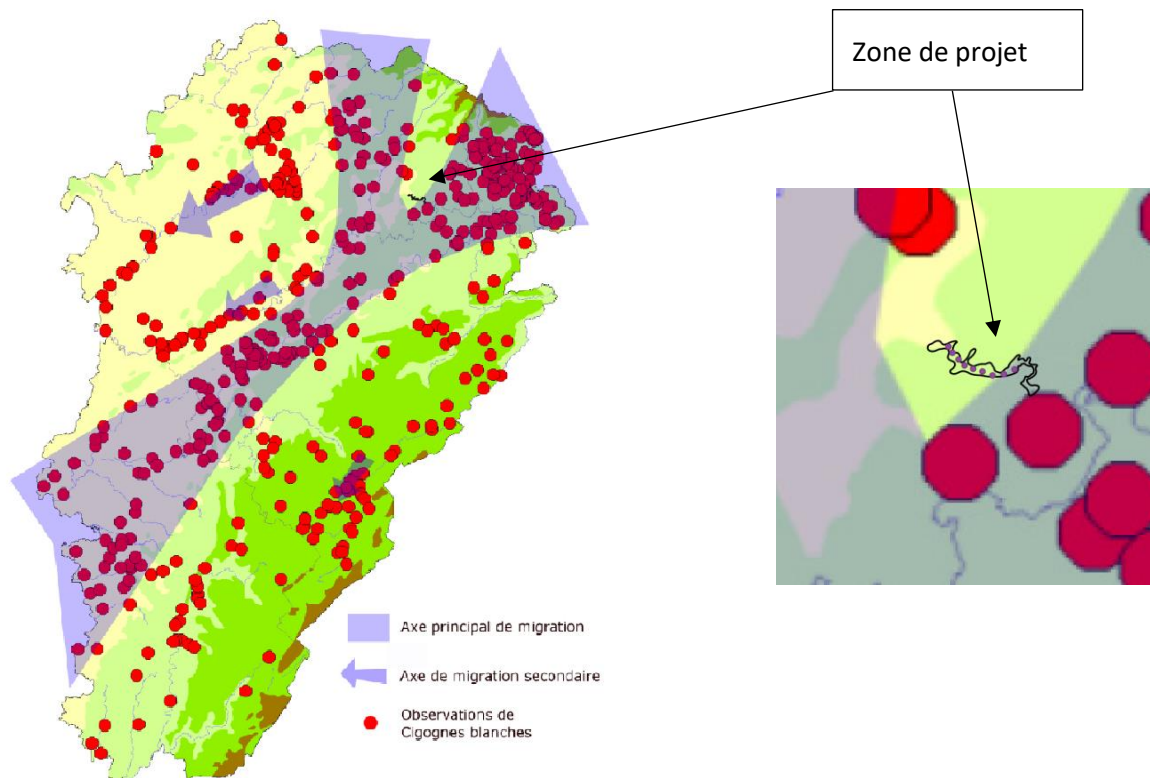 Zone de projet
Axe principal de migration
Axe de migration secondaire
Observations de
Cigognes blanches